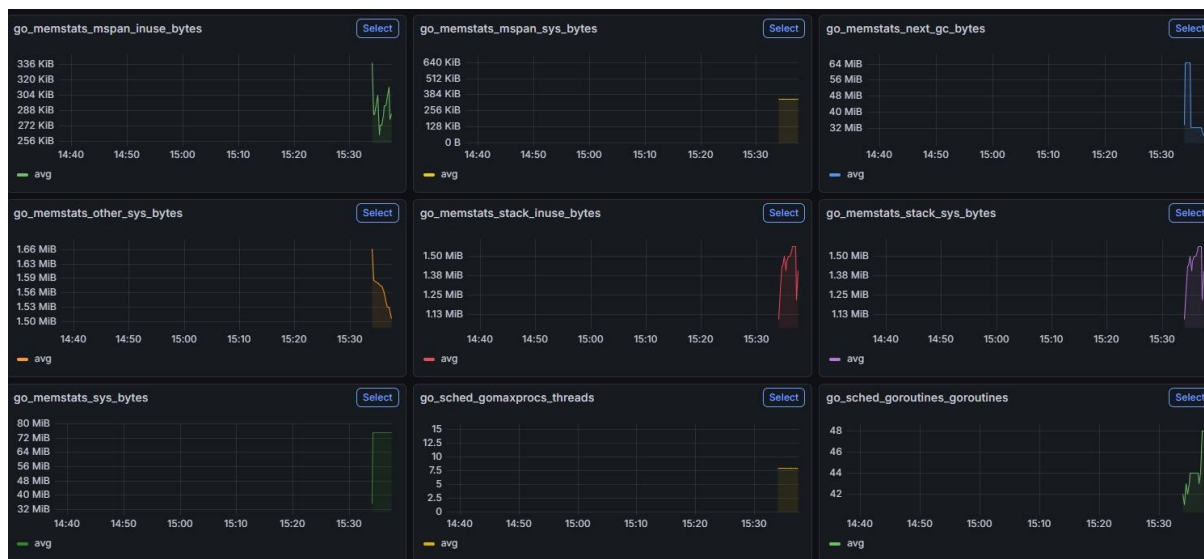 go_memstats_mspan_inuse_bytes
Select
336 KiB
320 KiB
304 KiB
288 KiB
272 KiB
256 KiB
14:40 14:50 15:00 15:10 15:20 15:30
avg
go_memstats_mspan_sys_bytes
Select
640 KiB
512 KiB
384 KiB
256 KiB
128 KiB
0 B
14:40 14:50 15:00 15:10 15:20 15:30
avg
go_memstats_next_gc_bytes
Select
64 MiB
56 MiB
48 MiB
40 MiB
32 MiB
14:40 14:50 15:00 15:10 15:20 15:30
avg
go_memstats_other_sys_bytes
Select
1.66 MiB
1.63 MiB
1.59 MiB
1.56 MiB
1.53 MiB
1.50 MiB
14:40 14:50 15:00 15:10 15:20 15:30
avg
go_memstats_stack_inuse_bytes
Select
1.50 MiB
1.38 MiB
1.25 MiB
1.13 MiB
14:40 14:50 15:00 15:10 15:20 15:30
avg
go_memstats_stack_sys_bytes
Select
1.50 MiB
1.38 MiB
1.25 MiB
1.13 MiB
14:40 14:50 15:00 15:10 15:20 15:30
avg
go_memstats_sys_bytes
Select
80 MiB
72 MiB
64 MiB
56 MiB
48 MiB
40 MiB
32 MiB
14:40 14:50 15:00 15:10 15:20 15:30
avg
go_sched_gomaxprocs_threads
Select
15
12.5
10
7.5
5
2.5
0
14:40 14:50 15:00 15:10 15:20 15:30
avg
go_sched_goroutines_goroutines
Select
48
46
44
42
14:40 14:50 15:00 15:10 15:20 15:30
avg